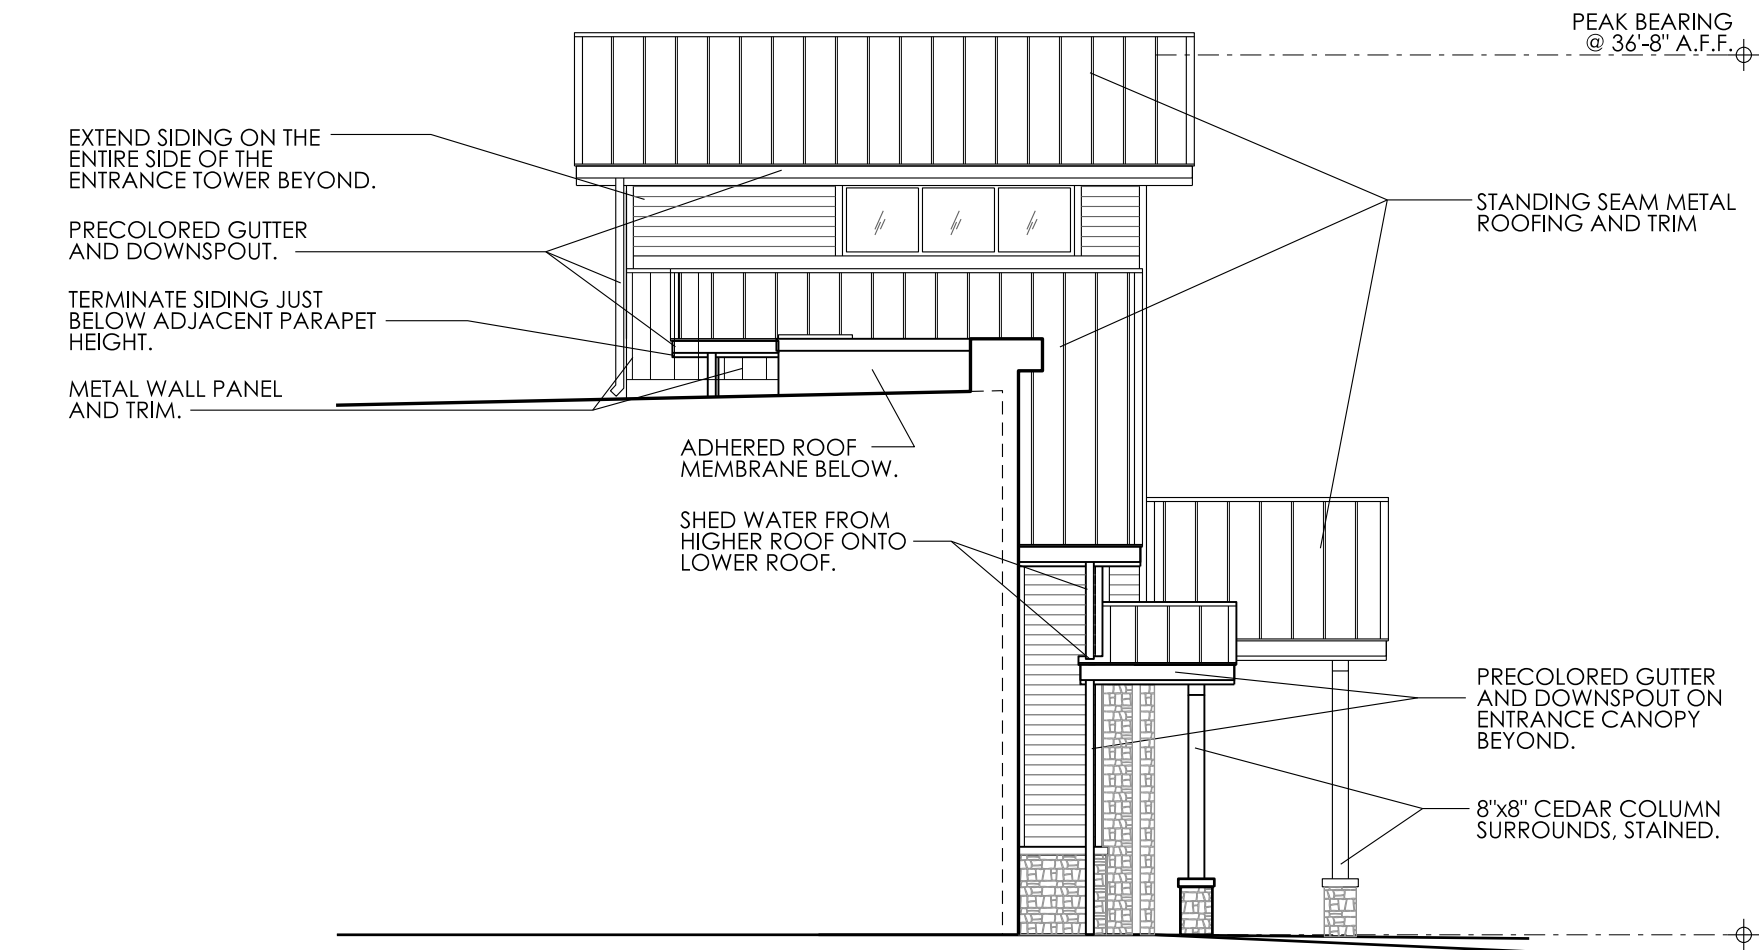 PEAK BEARING
@ 36'-8" A.F.F.
EXTEND SIDING ON THE
ENTIRE SIDE OF THE
ENTRANCE TOWER BEYOND.
PRECOLORED GUTTER
AND DOWNSPOUT.
TERMINATE SIDING JUST
BELOW ADJACENT PARAPET
HEIGHT.
METAL WALL PANEL
AND TRIM.
STANDING SEAM METAL
ROOFING AND TRIM
ADHERED ROOF
MEMBRANE BELOW.
SHED WATER FROM
HIGHER ROOF ONTO
LOWER ROOF.
PRECOLORED GUTTER
AND DOWNSPOUT ON
ENTRANCE CANOPY
BEYOND.
8"x8" CEDAR COLUMN
SURROUNDS, STAINED.